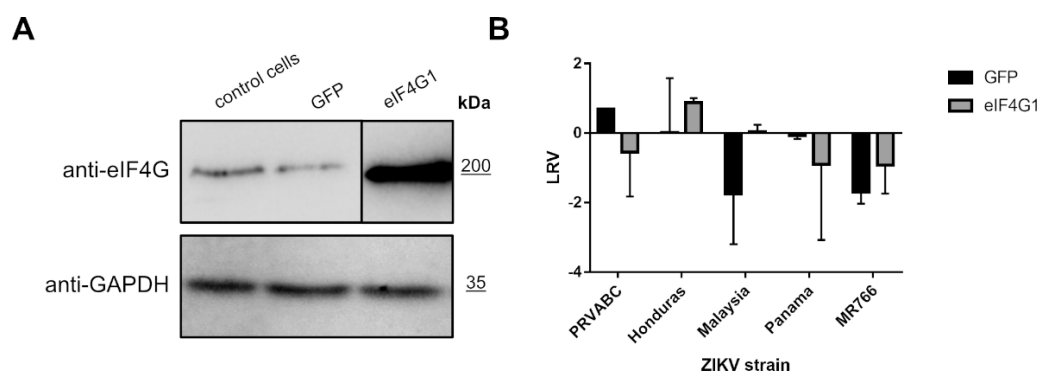 A
control cells
GFP
eIF4G1
kDa
anti-eIF4G
200
anti-GAPDH
35
B
2
0
-2
-4
LRV
PRVABC
Honduras
Malaysia
Panama
MR766
ZIKV strain
GFP
eIF4G1